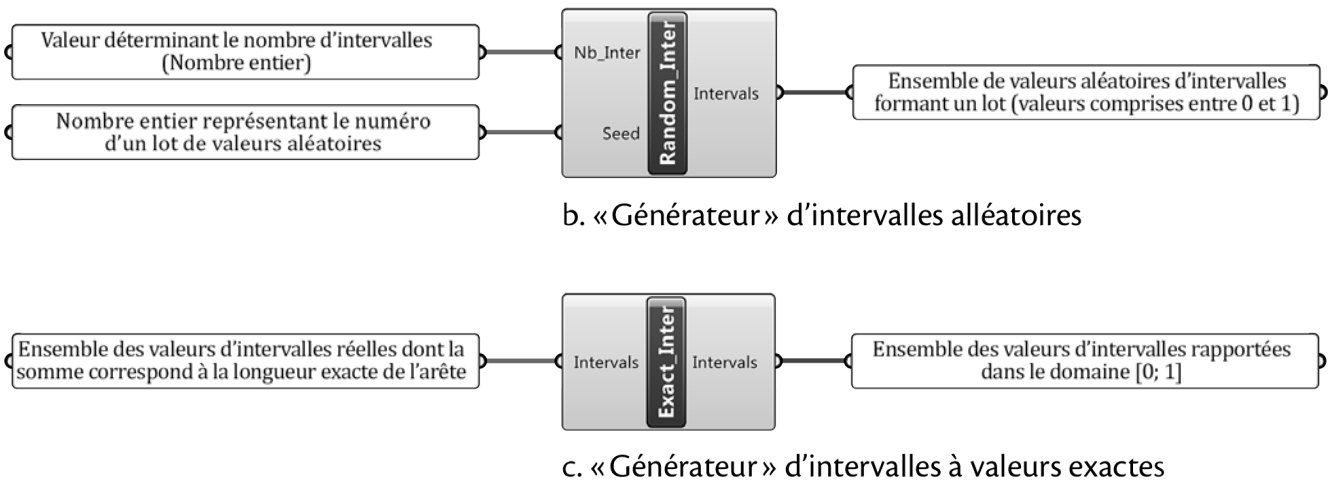 Valeur déterminant le nombre d'intervalles
(Nombre entier)
Nombre entier représentant le numéro
d'un lot de valeurs aléatoires
Nb_Inter
Seed
Random_Inter
Intervals
Ensemble de valeurs aléatoires d'intervalles
formant un lot (valeurs comprises entre 0 et 1)
b. « Générateur » d'intervalles alléatoires
Ensemble des valeurs d'intervalles réelles dont la
somme correspond à la longueur exacte de l'arête
Intervals
Exact_Inter
Intervals
Ensemble des valeurs d'intervalles rapportées
dans le domaine [0; 1]
c. « Générateur » d'intervalles à valeurs exactes